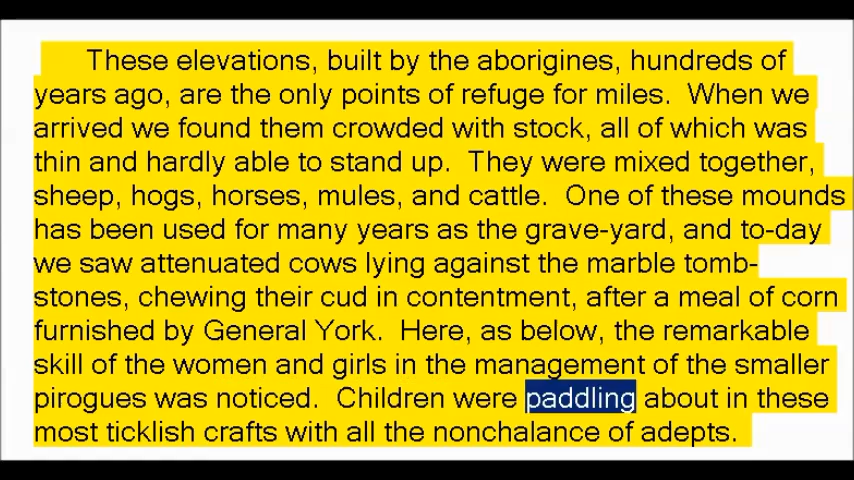 These elevations, built by the aborigines, hundreds of
years ago, are the only points of refuge for miles.  When we
arrived we found them crowded with stock, all of which was
thin and hardly able to stand up.  They were mixed together,
sheep, hogs, horses, mules, and cattle.  One of these mounds
has been used for many years as the grave-yard, and to-day
we saw attenuated cows lying against the marble tomb-
stones, chewing their cud in contentment, after a meal of corn
furnished by General York.  Here, as below, the remarkable
skill of the women and girls in the management of the smaller
pirogues was noticed.  Children were paddling about in these
most ticklish crafts with all the nonchalance of adepts.